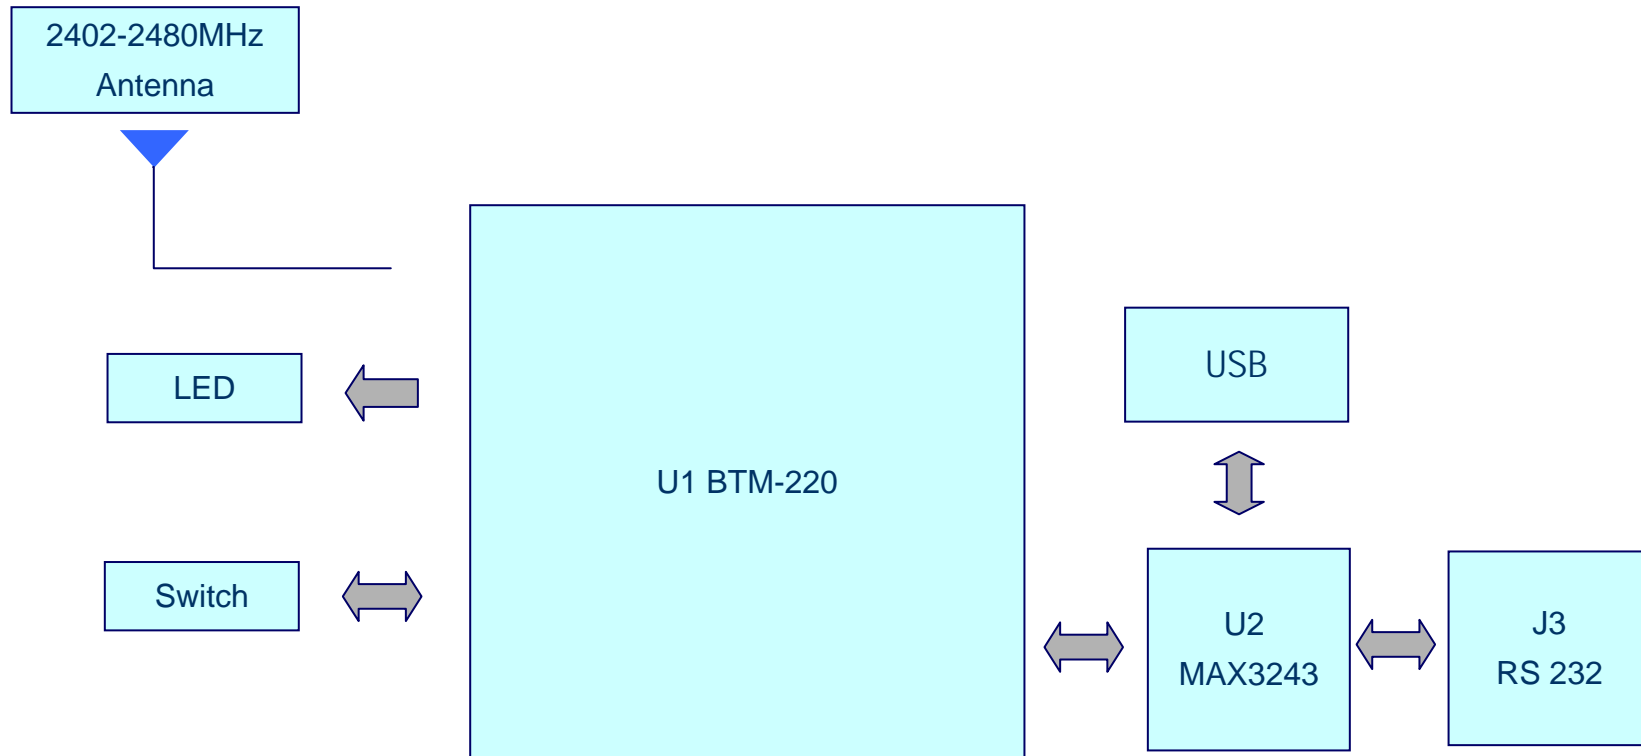 2402-2480MHz
Antenna
LED
USB
U1 BTM-220
Switch
U2
MAX3243
J3
RS 232